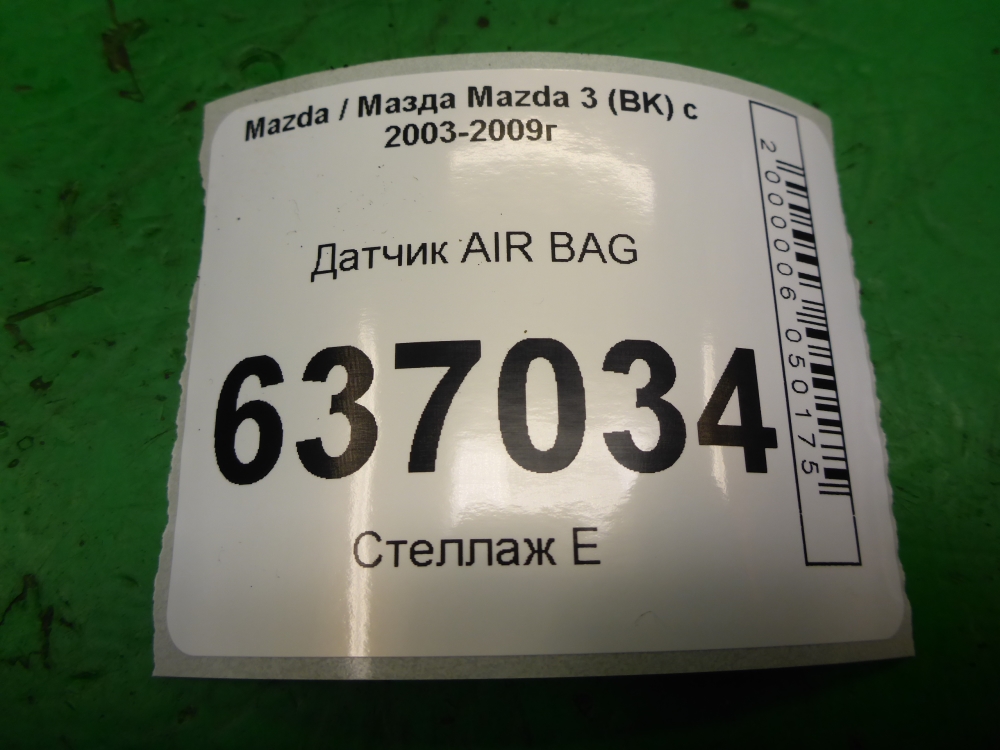 Mazda / Мазда Mazda 3 (BK) с
2003-2009г
Датчик AIR BAG
637034
Стеллаж E
2000006050175